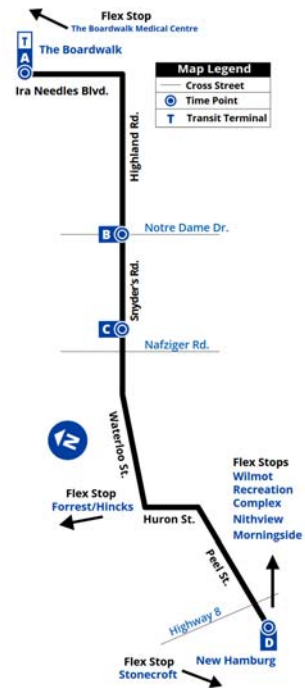 Flex Stop
The Boardwalk Medical Centre
T
A
The Boardwalk
Ira Needles Blvd.
Map Legend
Cross Street
Time Point
T Transit Terminal
Highland Rd.
B
Notre Dame Dr.
Snyder's Rd.
C
Nafziger Rd.
N
Waterloo St.
Flex Stop
Forrest/Hincks
Huron St.
Flex Stops
Wilmot
Recreation
Complex
Nithview
Morningside
Peel St.
Highway 8
D
New Hamburg
Flex Stop
Stonecroft